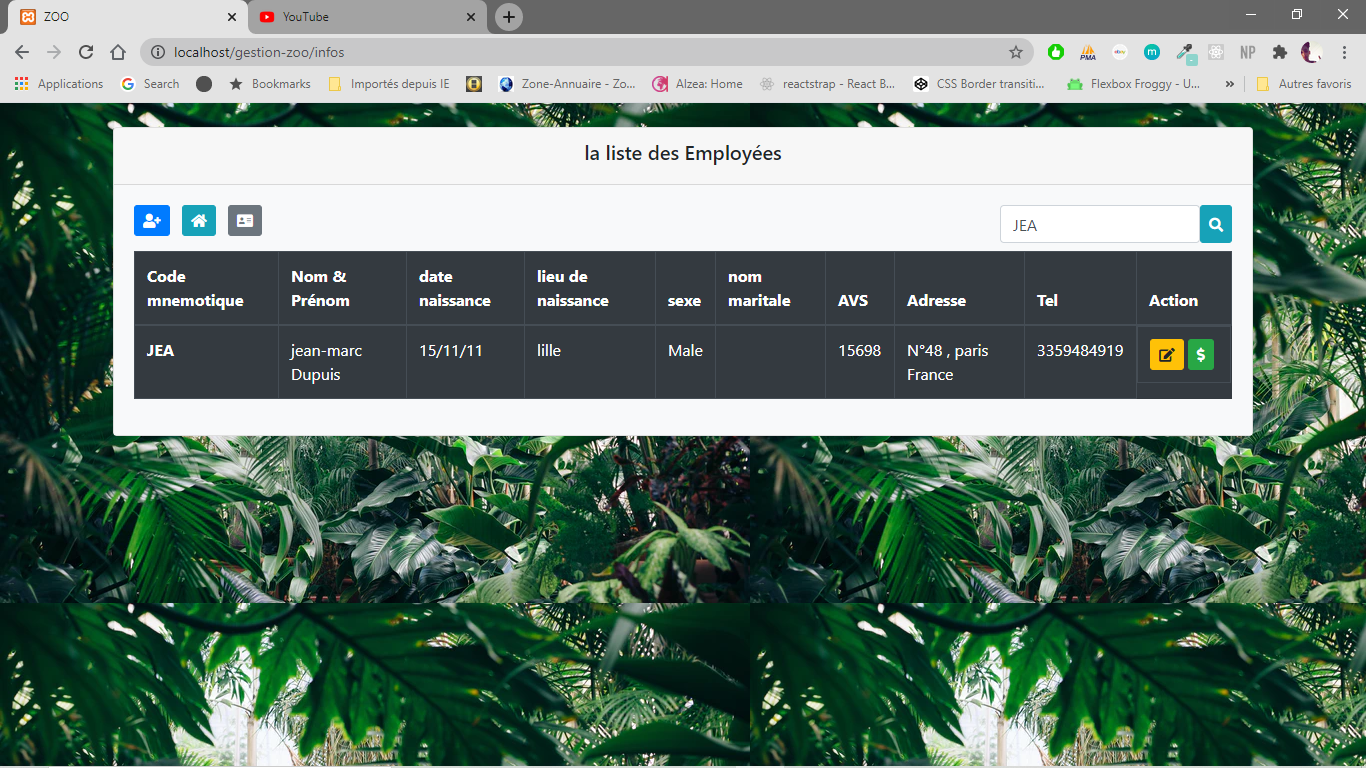 ZOO
YouTube
localhost/gestion-zoo/infos
PMA
ebay
m
NP
Applications
Search
Bookmarks
Importés depuis IE
Zone-Annuaire - Zo...
Alzea: Home
reactstrap - React B...
CSS Border transiti...
Flexbox Froggy - U...
»
Autres favoris
la liste des Employées
JEA
Code mnemotique
Nom & Prénom
date naissance
lieu de naissance
sexe
nom maritale
AVS
Adresse
Tel
Action
JEA
jean-marc Dupuis
15/11/11
lille
Male
15698
N°48 , paris France
3359484919
$